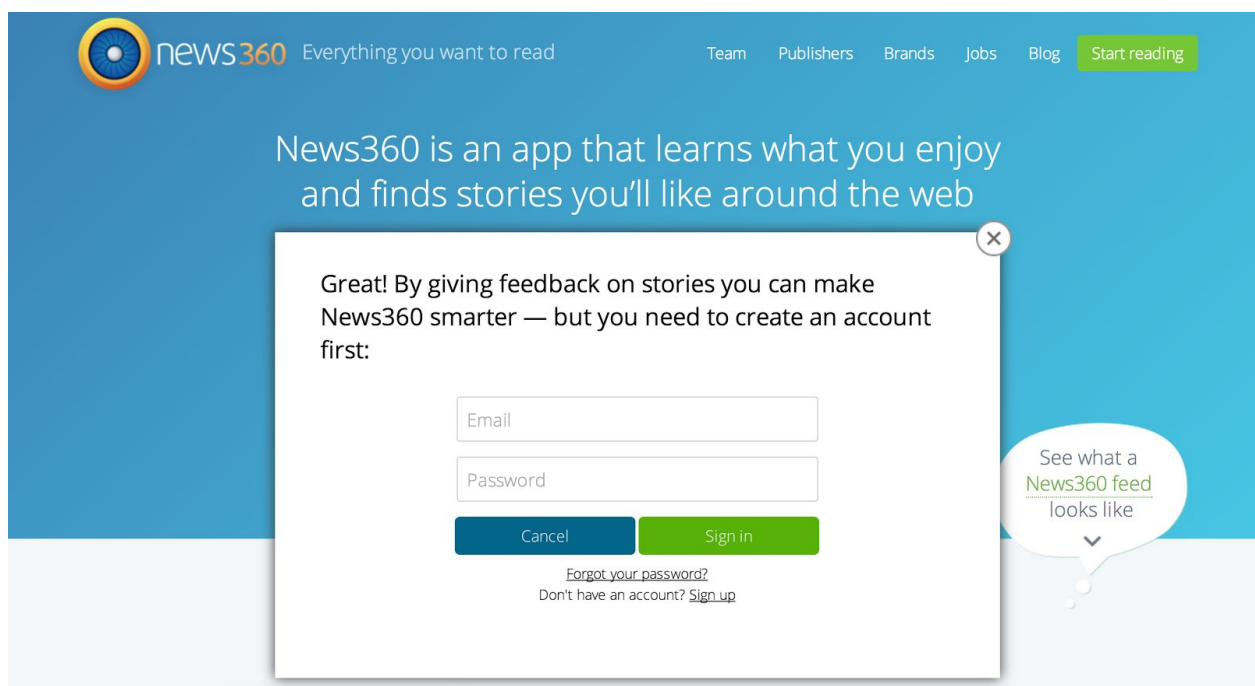 news360 Everything you want to read Team Publishers Brands Jobs Blog Start reading
News360 is an app that learns what you enjoy
and finds stories you'll like around the web
Great! By giving feedback on stories you can make
News360 smarter — but you need to create an account
first:
Email
Password
Cancel Sign in
Forgot your password?
Don't have an account? Sign up
See what a
News360 feed
looks like